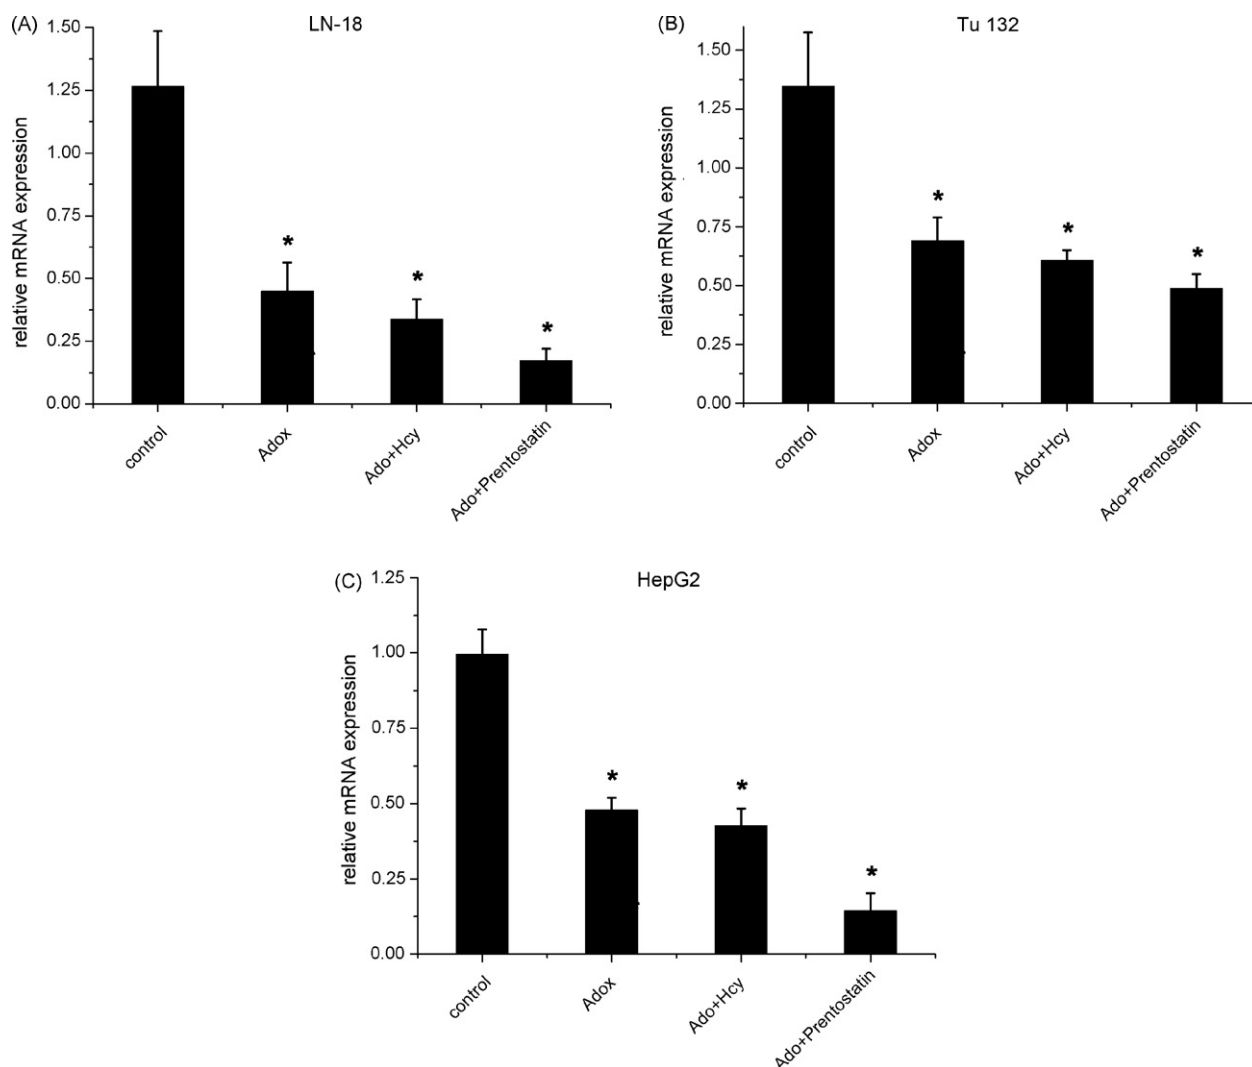 (A)
LN-18
relative mRNA expression
1.50
1.25
1.00
0.75
0.50
0.25
0.00
*
*
*
control
Adox
Ado+Hcy
Ado+Prentostatin
(B)
Tu 132
relative mRNA expression
1.50
1.25
1.00
0.75
0.50
0.25
0.00
*
*
*
control
Adox
Ado+Hcy
Ado+Prentostatin
(C)
HepG2
relative mRNA expression
1.25
1.00
0.75
0.50
0.25
0.00
*
*
*
control
Adox
Ado+Hcy
Ado+Prentostatin